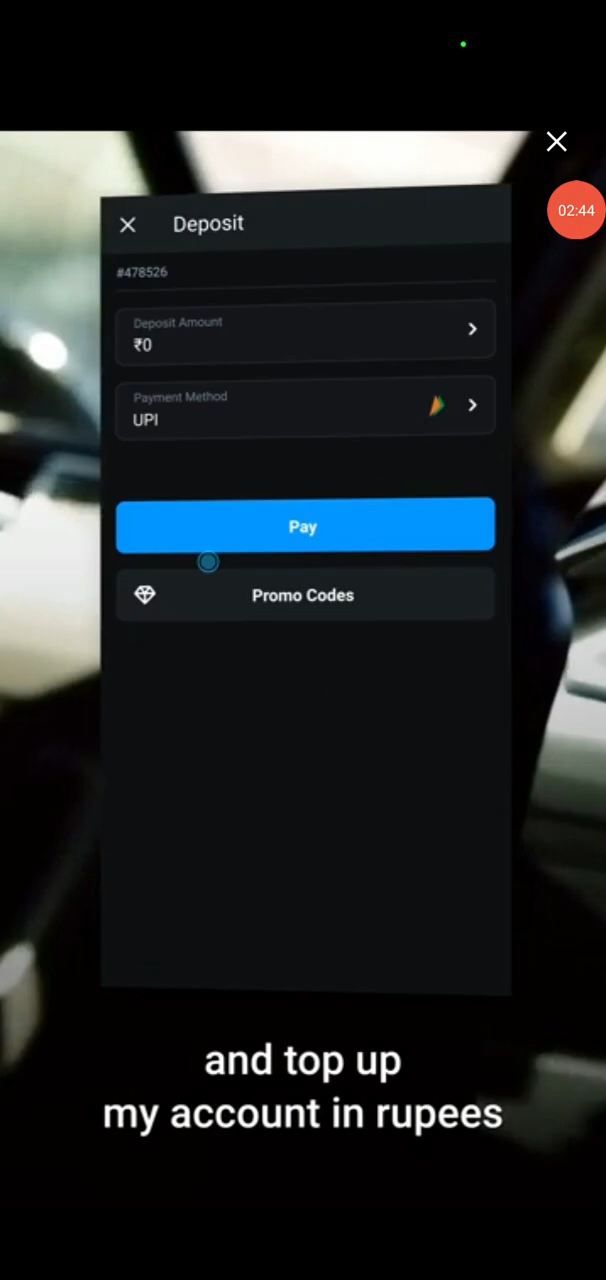 02:44
Deposit
#478526
Deposit Amount
₹0
Payment Method
UPI
Pay
Promo Codes
and top up
my account in rupees